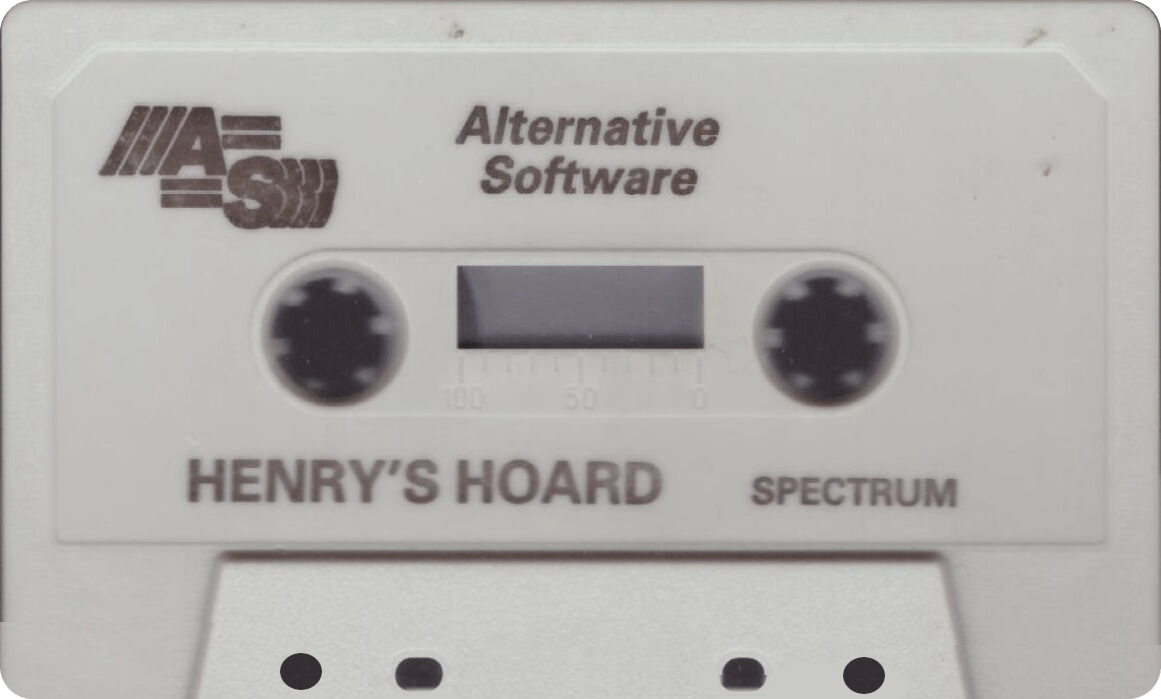 AS
Alternative
Software
100 50 0
HENRY'S HOARD SPECTRUM